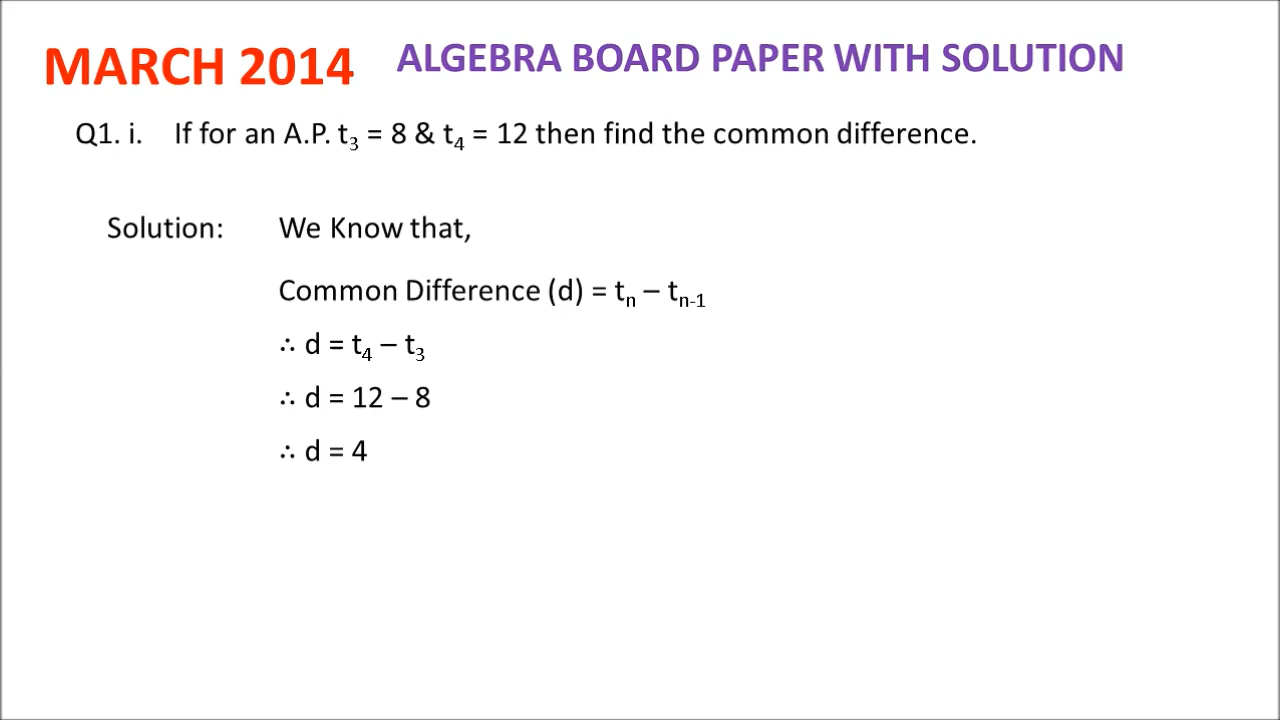 MARCH 2014 ALGEBRA BOARD PAPER WITH SOLUTION
Q1. i. If for an A.P. t₃ = 8 & t₄ = 12 then find the common difference.
Solution: We Know that,
Common Difference (d) = tₙ – tₙ₋₁
∴ d = t₄ – t₃
∴ d = 12 – 8
∴ d = 4